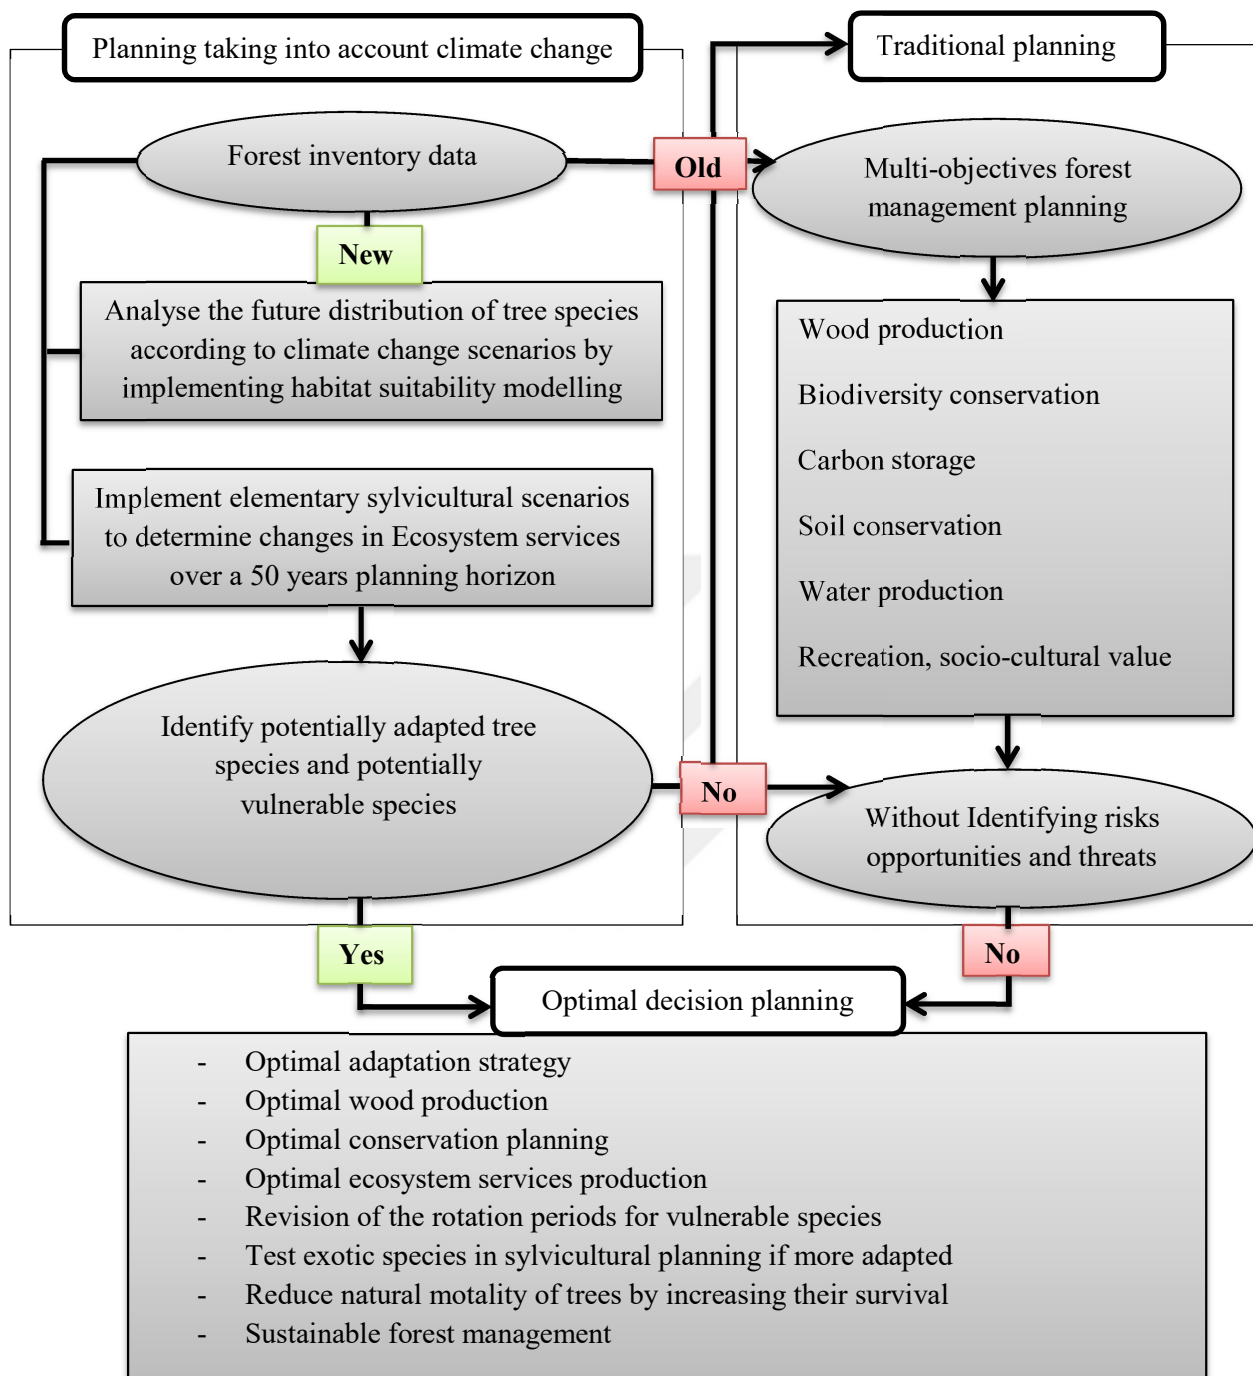 Planning taking into account climate change
Traditional planning
Forest inventory data
Old
Multi-objectives forest
management planning
New
Analyse the future distribution of tree species
according to climate change scenarios by
implementing habitat suitability modelling
Implement elementary sylvicultural scenarios
to determine changes in Ecosystem services
over a 50 years planning horizon
Wood production
Biodiversity conservation
Carbon storage
Soil conservation
Water production
Recreation, socio-cultural value
Identify potentially adapted tree
species and potentially
vulnerable species
No
Without Identifying risks
opportunities and threats
Yes
No
Optimal decision planning
- Optimal adaptation strategy
- Optimal wood production
- Optimal conservation planning
- Optimal ecosystem services production
- Revision of the rotation periods for vulnerable species
- Test exotic species in sylvicultural planning if more adapted
- Reduce natural motality of trees by increasing their survival
- Sustainable forest management